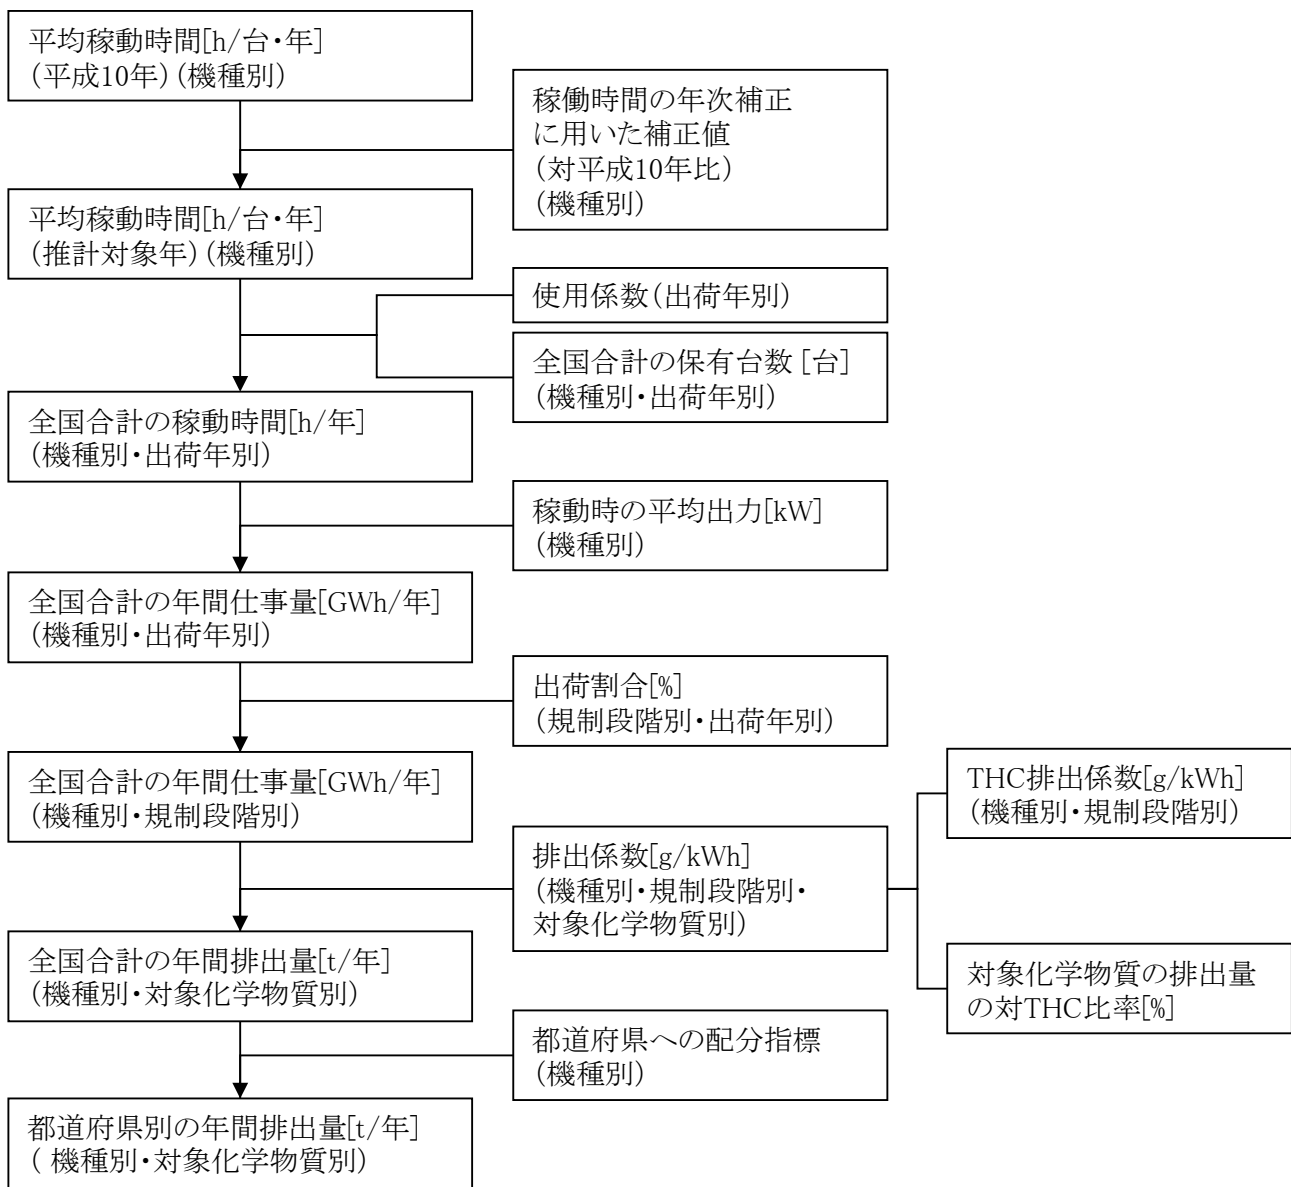 平均稼動時間[h/台・年]
(平成10年)(機種別)
稼働時間の年次補正
に用いた補正値
(対平成10年比)
(機種別)
平均稼動時間[h/台・年]
(推計対象年)(機種別)
使用係数(出荷年別)
全国合計の保有台数 [台]
(機種別・出荷年別)
全国合計の稼動時間[h/年]
(機種別・出荷年別)
稼動時の平均出力[kW]
(機種別)
全国合計の年間仕事量[GWh/年]
(機種別・出荷年別)
出荷割合[%]
(規制段階別・出荷年別)
全国合計の年間仕事量[GWh/年]
(機種別・規制段階別)
THC排出係数[g/kWh]
(機種別・規制段階別)
排出係数[g/kWh]
(機種別・規制段階別・
対象化学物質別)
全国合計の年間排出量[t/年]
(機種別・対象化学物質別)
対象化学物質の排出量
の対THC比率[%]
都道府県への配分指標
(機種別)
都道府県別の年間排出量[t/年]
( 機種別・対象化学物質別)